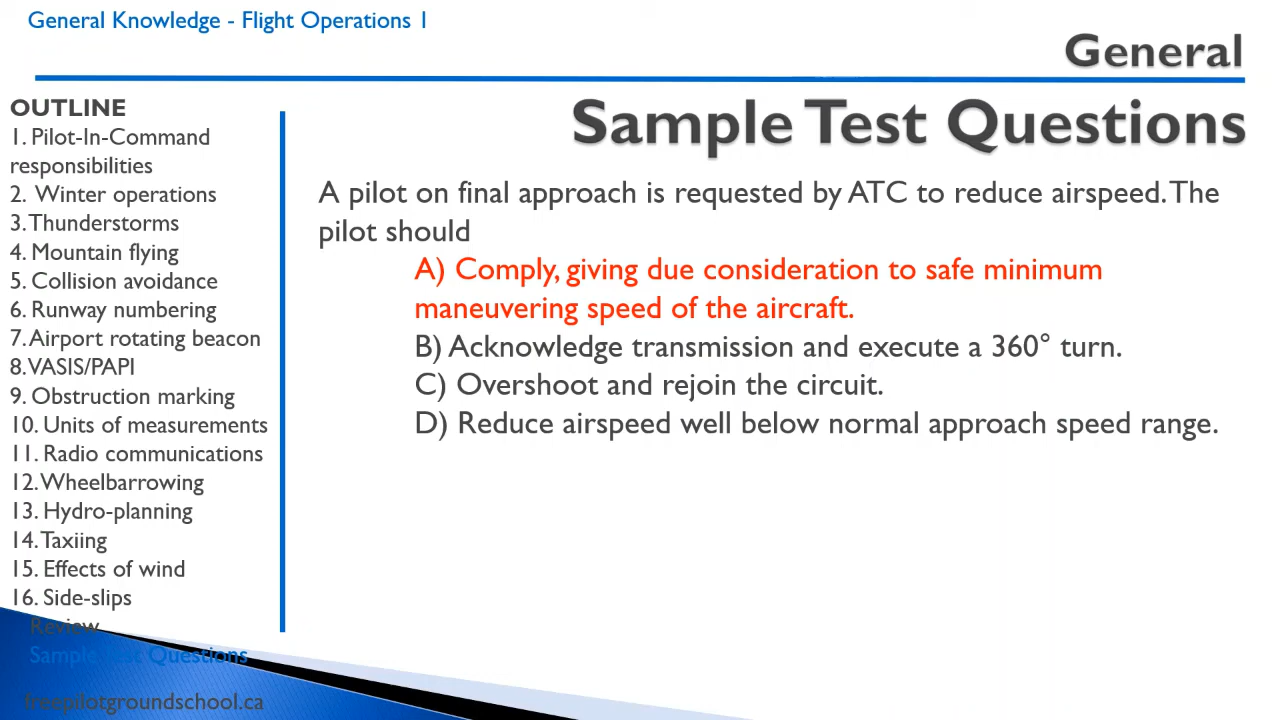 General Knowledge - Flight Operations 1
General
Sample Test Questions
OUTLINE
1. Pilot-In-Command
responsibilities
2. Winter operations
3. Thunderstorms
4. Mountain flying
5. Collision avoidance
6. Runway numbering
7. Airport rotating beacon
8. VASIS/PAPI
9. Obstruction marking
10. Units of measurements
11. Radio communications
12. Wheelbarrowing
13. Hydro-planning
14. Taxiing
15. Effects of wind
16. Side-slips
Review
Sample Test Questions
freepilotgroundschool.ca
A pilot on final approach is requested by ATC to reduce airspeed. The
pilot should
A) Comply, giving due consideration to safe minimum
maneuvering speed of the aircraft.
B) Acknowledge transmission and execute a 360° turn.
C) Overshoot and rejoin the circuit.
D) Reduce airspeed well below normal approach speed range.